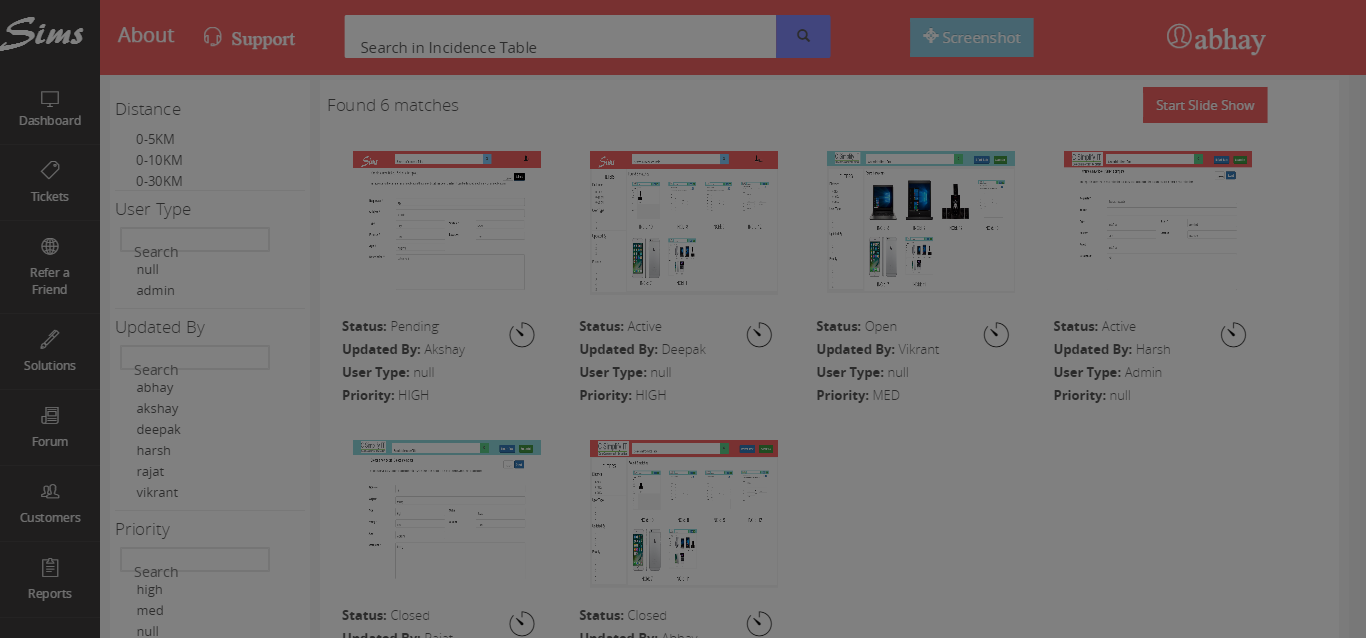 Sims
About
Support
Search in Incidence Table
Screenshot
abhay
Dashboard
Tickets
Refer a
Friend
Solutions
Forum
Customers
Reports
Distance
0-5KM
0-10KM
0-30KM
User Type
Search
null
admin
Updated By
Search
abhay
akshay
deepak
harsh
rajat
vikrant
Priority
Search
high
med
null
Found 6 matches
Start Slide Show
Status: Pending
Updated By: Akshay
User Type: null
Priority: HIGH
Status: Active
Updated By: Deepak
User Type: null
Priority: HIGH
Status: Open
Updated By: Vikrant
User Type: null
Priority: MED
Status: Active
Updated By: Harsh
User Type: Admin
Priority: null
Status: Closed
Updated By: Rajat
Status: Closed
Updated By: Abhay